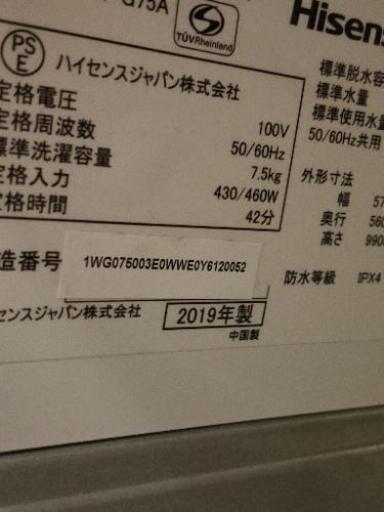 G75A
TÜVRheinland
Hisens
PSE
ハイセンスジャパン株式会社
定格電圧 100V
定格周波数 50/60Hz
標準洗濯容量 7.5kg
定格入力 430/460W
定格時間 42分
標準脱水容
標準水量
標準使用水量
50/60Hz共用
外形寸法
幅 57
奥行 560
高さ 990
造番号 1WG075003E0WWE0Y6120052
防水等級 IPX4
センスジャパン株式会社 2019年製
中国製